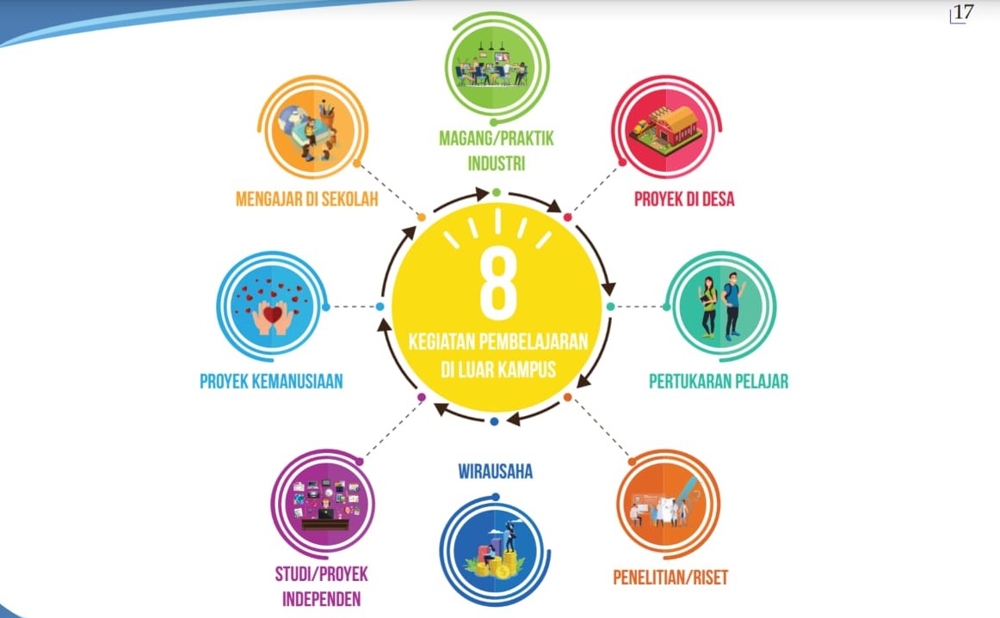 17
MAGANG/PRAKTIK
INDUSTRI
MENGAJAR DI SEKOLAH
PROYEK DI DESA
8
KEGIATAN PEMBELAJARAN
DI LUAR KAMPUS
PROYEK KEMANUSIAAN
PERTUKARAN PELAJAR
WIRAUSAHA
STUDI/PROYEK
INDEPENDEN
PENELITIAN/RISET